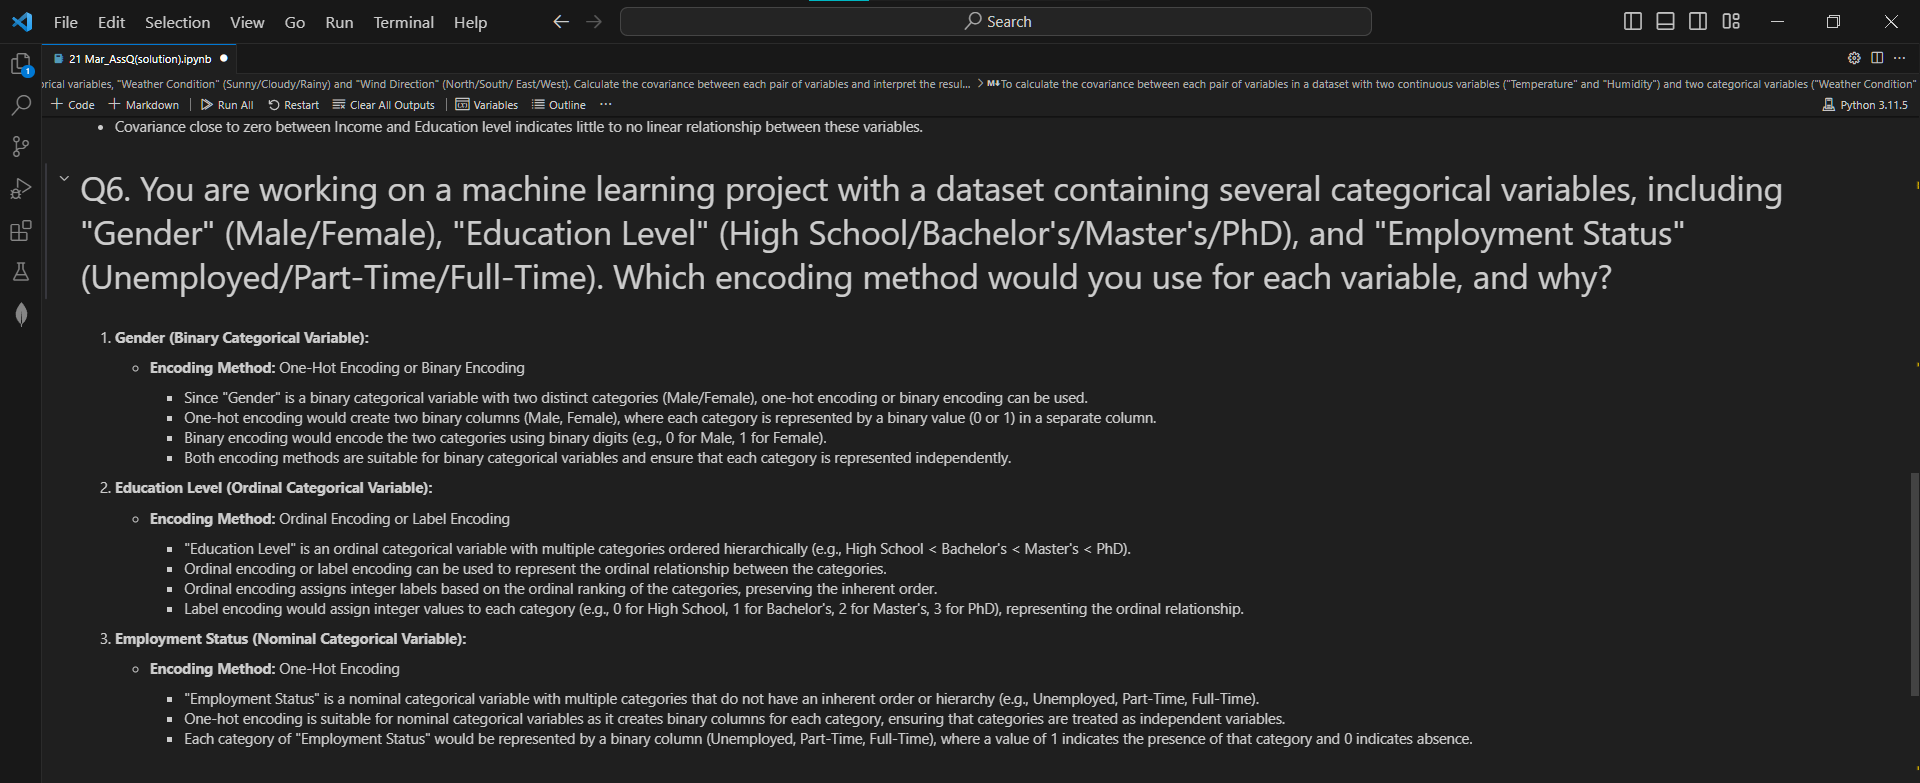 File Edit Selection View Go Run Terminal Help Search
21 Mar_AssQ(solution).ipynb
orical variables, "Weather Condition" (Sunny/Cloudy/Rainy) and "Wind Direction" (North/South/ East/West). Calculate the covariance between each pair of variables and interpret the resul... > M↓To calculate the covariance between each pair of variables in a dataset with two continuous variables ("Temperature" and "Humidity") and two categorical variables ("Weather Condition"
+ Code + Markdown | Run All Restart Clear All Outputs | Variables Outline ... Python 3.11.5
1
• Covariance close to zero between Income and Education level indicates little to no linear relationship between these variables.
Q6. You are working on a machine learning project with a dataset containing several categorical variables, including
"Gender" (Male/Female), "Education Level" (High School/Bachelor's/Master's/PhD), and "Employment Status"
(Unemployed/Part-Time/Full-Time). Which encoding method would you use for each variable, and why?
1. Gender (Binary Categorical Variable):
Encoding Method: One-Hot Encoding or Binary Encoding
Since "Gender" is a binary categorical variable with two distinct categories (Male/Female), one-hot encoding or binary encoding can be used.
One-hot encoding would create two binary columns (Male, Female), where each category is represented by a binary value (0 or 1) in a separate column.
Binary encoding would encode the two categories using binary digits (e.g., 0 for Male, 1 for Female).
Both encoding methods are suitable for binary categorical variables and ensure that each category is represented independently.
2. Education Level (Ordinal Categorical Variable):
Encoding Method: Ordinal Encoding or Label Encoding
"Education Level" is an ordinal categorical variable with multiple categories ordered hierarchically (e.g., High School < Bachelor's < Master's < PhD).
Ordinal encoding or label encoding can be used to represent the ordinal relationship between the categories.
Ordinal encoding assigns integer labels based on the ordinal ranking of the categories, preserving the inherent order.
Label encoding would assign integer values to each category (e.g., 0 for High School, 1 for Bachelor's, 2 for Master's, 3 for PhD), representing the ordinal relationship.
3. Employment Status (Nominal Categorical Variable):
Encoding Method: One-Hot Encoding
"Employment Status" is a nominal categorical variable with multiple categories that do not have an inherent order or hierarchy (e.g., Unemployed, Part-Time, Full-Time).
One-hot encoding is suitable for nominal categorical variables as it creates binary columns for each category, ensuring that categories are treated as independent variables.
Each category of "Employment Status" would be represented by a binary column (Unemployed, Part-Time, Full-Time), where a value of 1 indicates the presence of that category and 0 indicates absence.